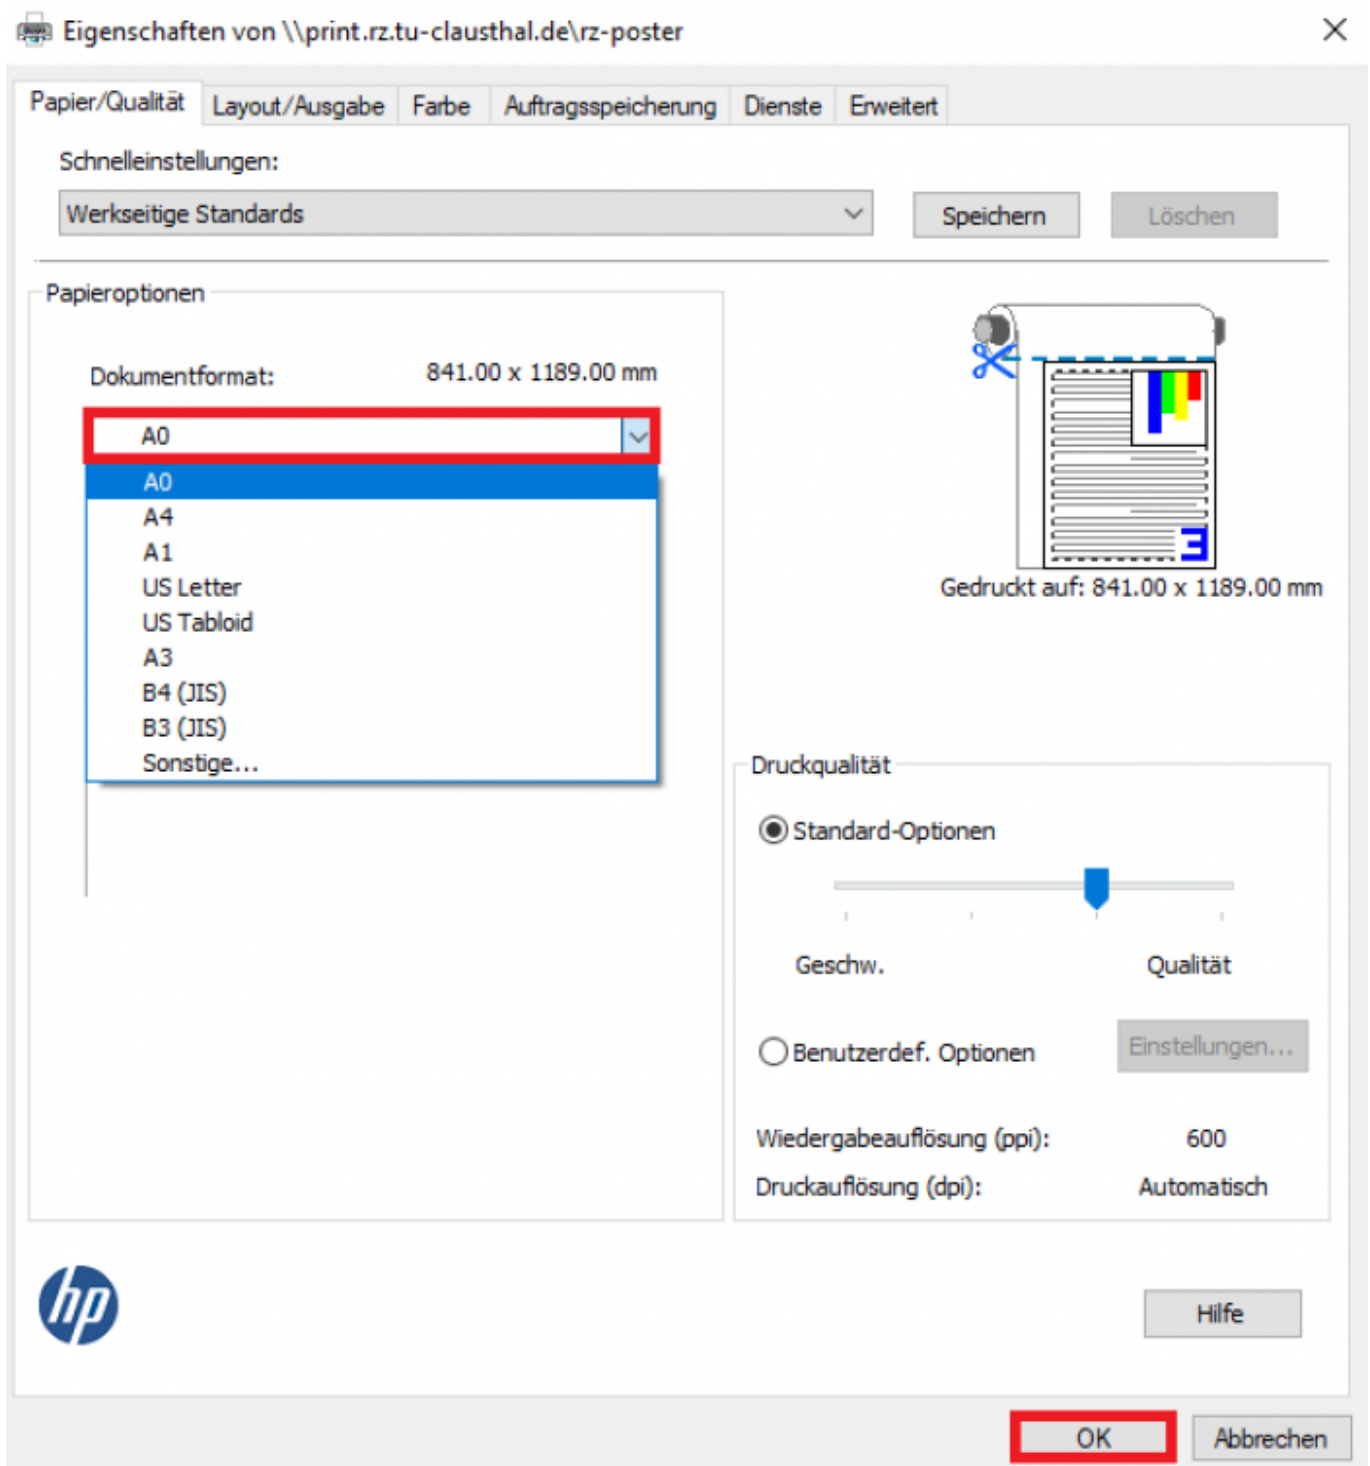 Eigenschaften von \\print.rz.tu-clausthal.de\rz-poster
Papier/Qualität Layout/Ausgabe Farbe Auftragsspeicherung Dienste Erweitert
Schnelleinstellungen:
Werkseitige Standards Speichern Löschen
Papieroptionen
Dokumentformat: 841.00 x 1189.00 mm
A0
A0
A4
A1
US Letter
US Tabloid
A3
B4 (JIS)
B3 (JIS)
Sonstige...
Gedruckt auf: 841.00 x 1189.00 mm
Druckqualität
Standard-Optionen
Geschw. Qualität
Benutzerdef. Optionen Einstellungen...
Wiedergabeauflösung (ppi): 600
Druckauflösung (dpi): Automatisch
hp
Hilfe
OK Abbrechen